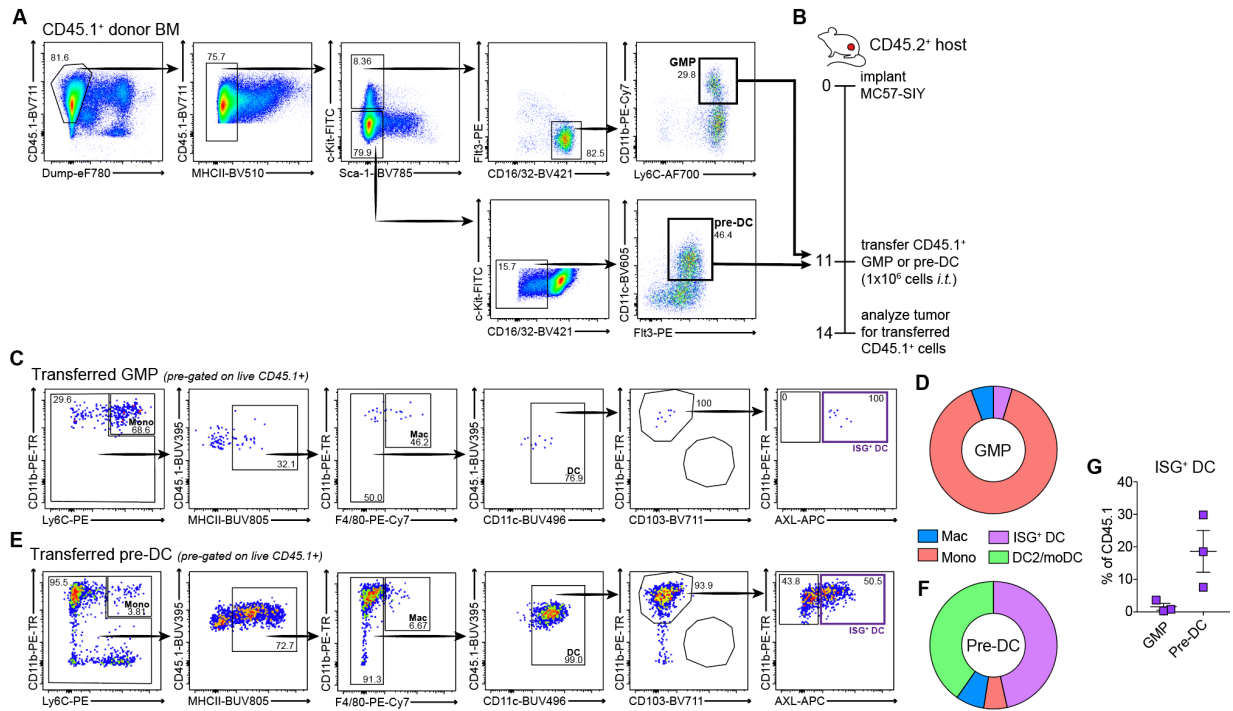 A
CD45.1⁺ donor BM
81.6
CD45.1-BV711
Dump-eF780
75.7
CD45.1-BV711
MHCII-BV510
8.36
79.9
c-Kit-FITC
Sca-1-BV785
82.5
Flt3-PE
CD16/32-BV421
GMP
29.8
CD11b-PE-Cy7
Ly6C-AF700
15.7
c-Kit-FITC
CD16/32-BV421
pre-DC
46.4
CD11c-BV605
Flt3-PE
B
CD45.2⁺ host
0
implant
MC57-SIY
11
transfer CD45.1⁺
GMP or pre-DC
(1x10⁶ cells i.t.)
14
analyze tumor
for transferred
CD45.1⁺ cells
C
Transferred GMP (pre-gated on live CD45.1+)
29.6
Mono
68.6
CD11b-PE-TR
Ly6C-PE
32.1
CD45.1-BUV395
MHCII-BUV805
Mac
46.2
50.0
CD11b-PE-TR
F4/80-PE-Cy7
DC
76.9
CD45.1-BUV395
CD11c-BUV496
100
CD11b-PE-TR
CD103-BV711
0
100
ISG⁺ DC
CD11b-PE-TR
AXL-APC
D
GMP
Mac
ISG⁺ DC
Mono
DC2/moDC
E
Transferred pre-DC (pre-gated on live CD45.1+)
95.5
Mono
3.81
CD11b-PE-TR
Ly6C-PE
72.7
CD45.1-BUV395
MHCII-BUV805
Mac
6.67
91.3
CD11b-PE-TR
F4/80-PE-Cy7
DC
99.0
CD45.1-BUV395
CD11c-BUV496
93.9
CD11b-PE-TR
CD103-BV711
43.8
50.5
ISG⁺ DC
CD11b-PE-TR
AXL-APC
F
Pre-DC
G
ISG⁺ DC
% of CD45.1
40
30
20
10
0
GMP
Pre-DC